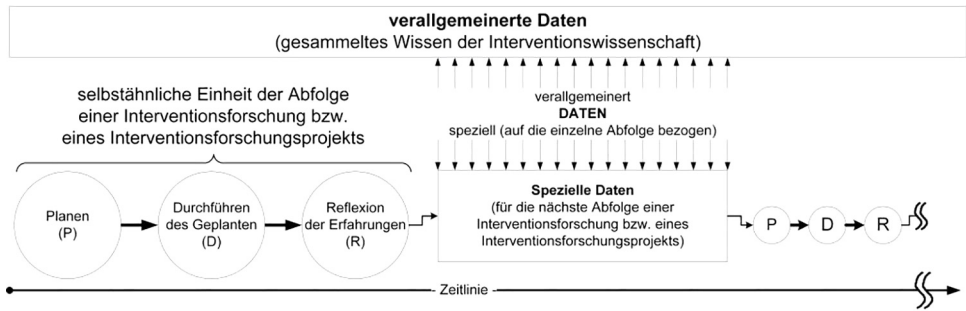 verallgemeinerte Daten
(gesammeltes Wissen der Interventionswissenschaft)
selbstähnliche Einheit der Abfolge
einer Interventionsforschung bzw.
eines Interventionsforschungsprojekts
verallgemeinert
DATEN
speziell (auf die einzelne Abfolge bezogen)
Planen
(P)
Durchführen
des Geplanten
(D)
Reflexion
der Erfahrungen
(R)
Spezielle Daten
(für die nächste Abfolge einer
Interventionsforschung bzw. eines
Interventionsforschungsprojekts)
P
D
R
- Zeitlinie -